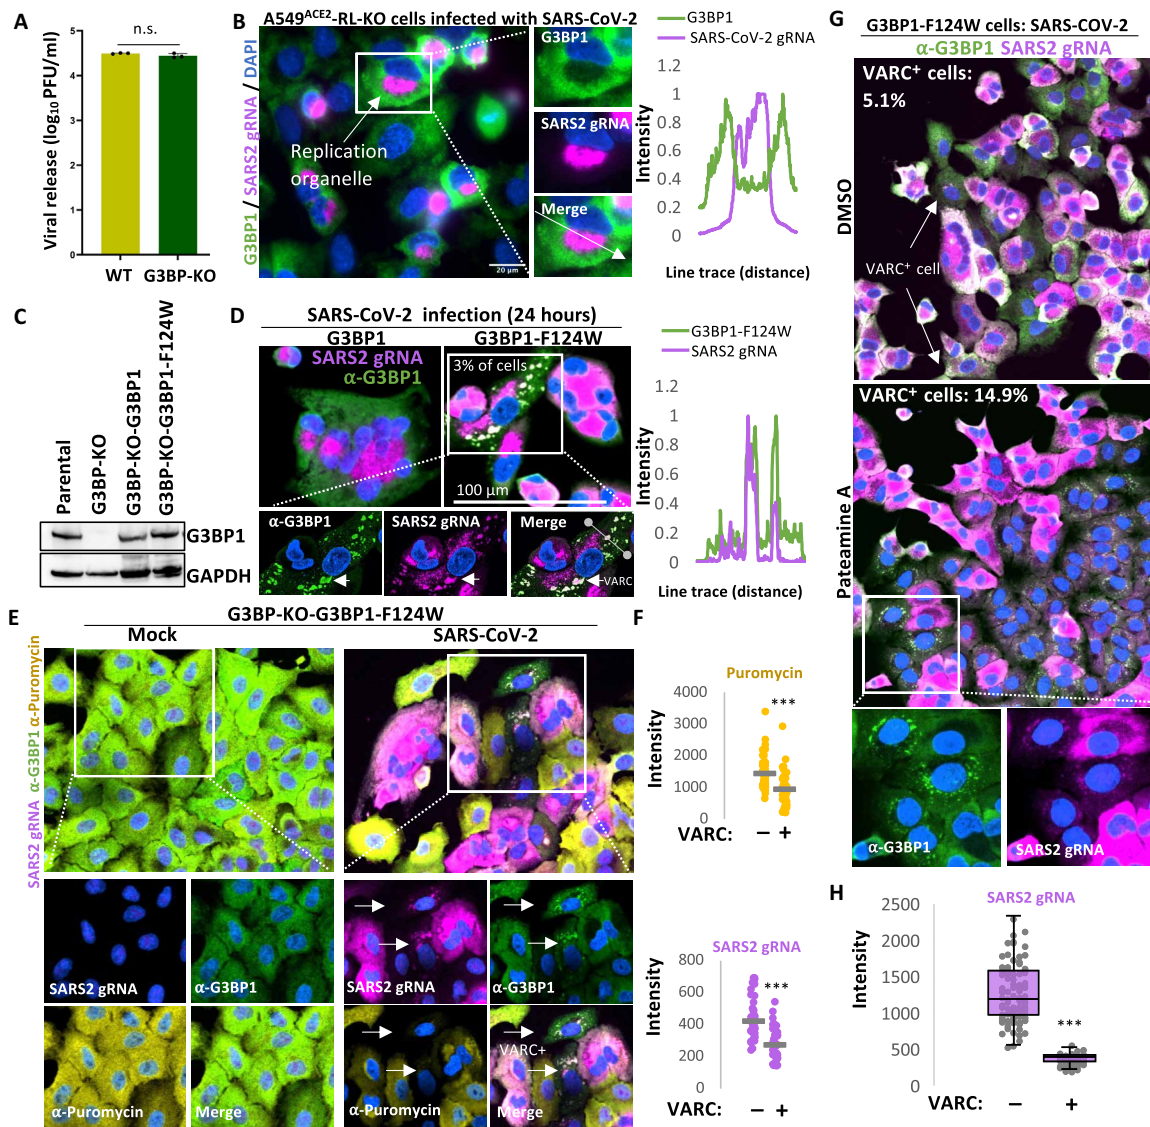 A
n.s.
Viral release (log10 PFU/ml)
5
4
3
2
1
0
WT
G3BP-KO
B
A549ACE2-RL-KO cells infected with SARS-CoV-2
G3BP1 / SARS2 gRNA / DAPI
Replication
organelle
20 μm
G3BP1
SARS2 gRNA
Merge
G3BP1
SARS-CoV-2 gRNA
Intensity
1.2
1
0.8
0.6
0.4
0.2
0
Line trace (distance)
C
Parental
G3BP-KO
G3BP-KO-G3BP1
G3BP-KO-G3BP1-F124W
G3BP1
GAPDH
D
SARS-CoV-2 infection (24 hours)
G3BP1
G3BP1-F124W
SARS2 gRNA
α-G3BP1
3% of cells
100 μm
α-G3BP1
SARS2 gRNA
Merge
VARC
G3BP1-F124W
SARS2 gRNA
Intensity
1.2
1
0.8
0.6
0.4
0.2
0
Line trace (distance)
E
G3BP-KO-G3BP1-F124W
Mock
SARS-CoV-2
SARS2 gRNA α-G3BP1 α-Puromycin
SARS2 gRNA
α-G3BP1
SARS2 gRNA
α-G3BP1
α-Puromycin
Merge
α-Puromycin
VARC+
Merge
F
Puromycin
Intensity
4000
3000
2000
1000
0
***
VARC: − +
SARS2 gRNA
Intensity
800
600
400
200
0
***
VARC: − +
G
G3BP1-F124W cells: SARS-COV-2
α-G3BP1 SARS2 gRNA
DMSO
VARC+ cells:
5.1%
VARC+ cell
Pateamine A
VARC+ cells: 14.9%
α-G3BP1
SARS2 gRNA
H
SARS2 gRNA
Intensity
2500
2000
1500
1000
500
0
***
VARC: − +